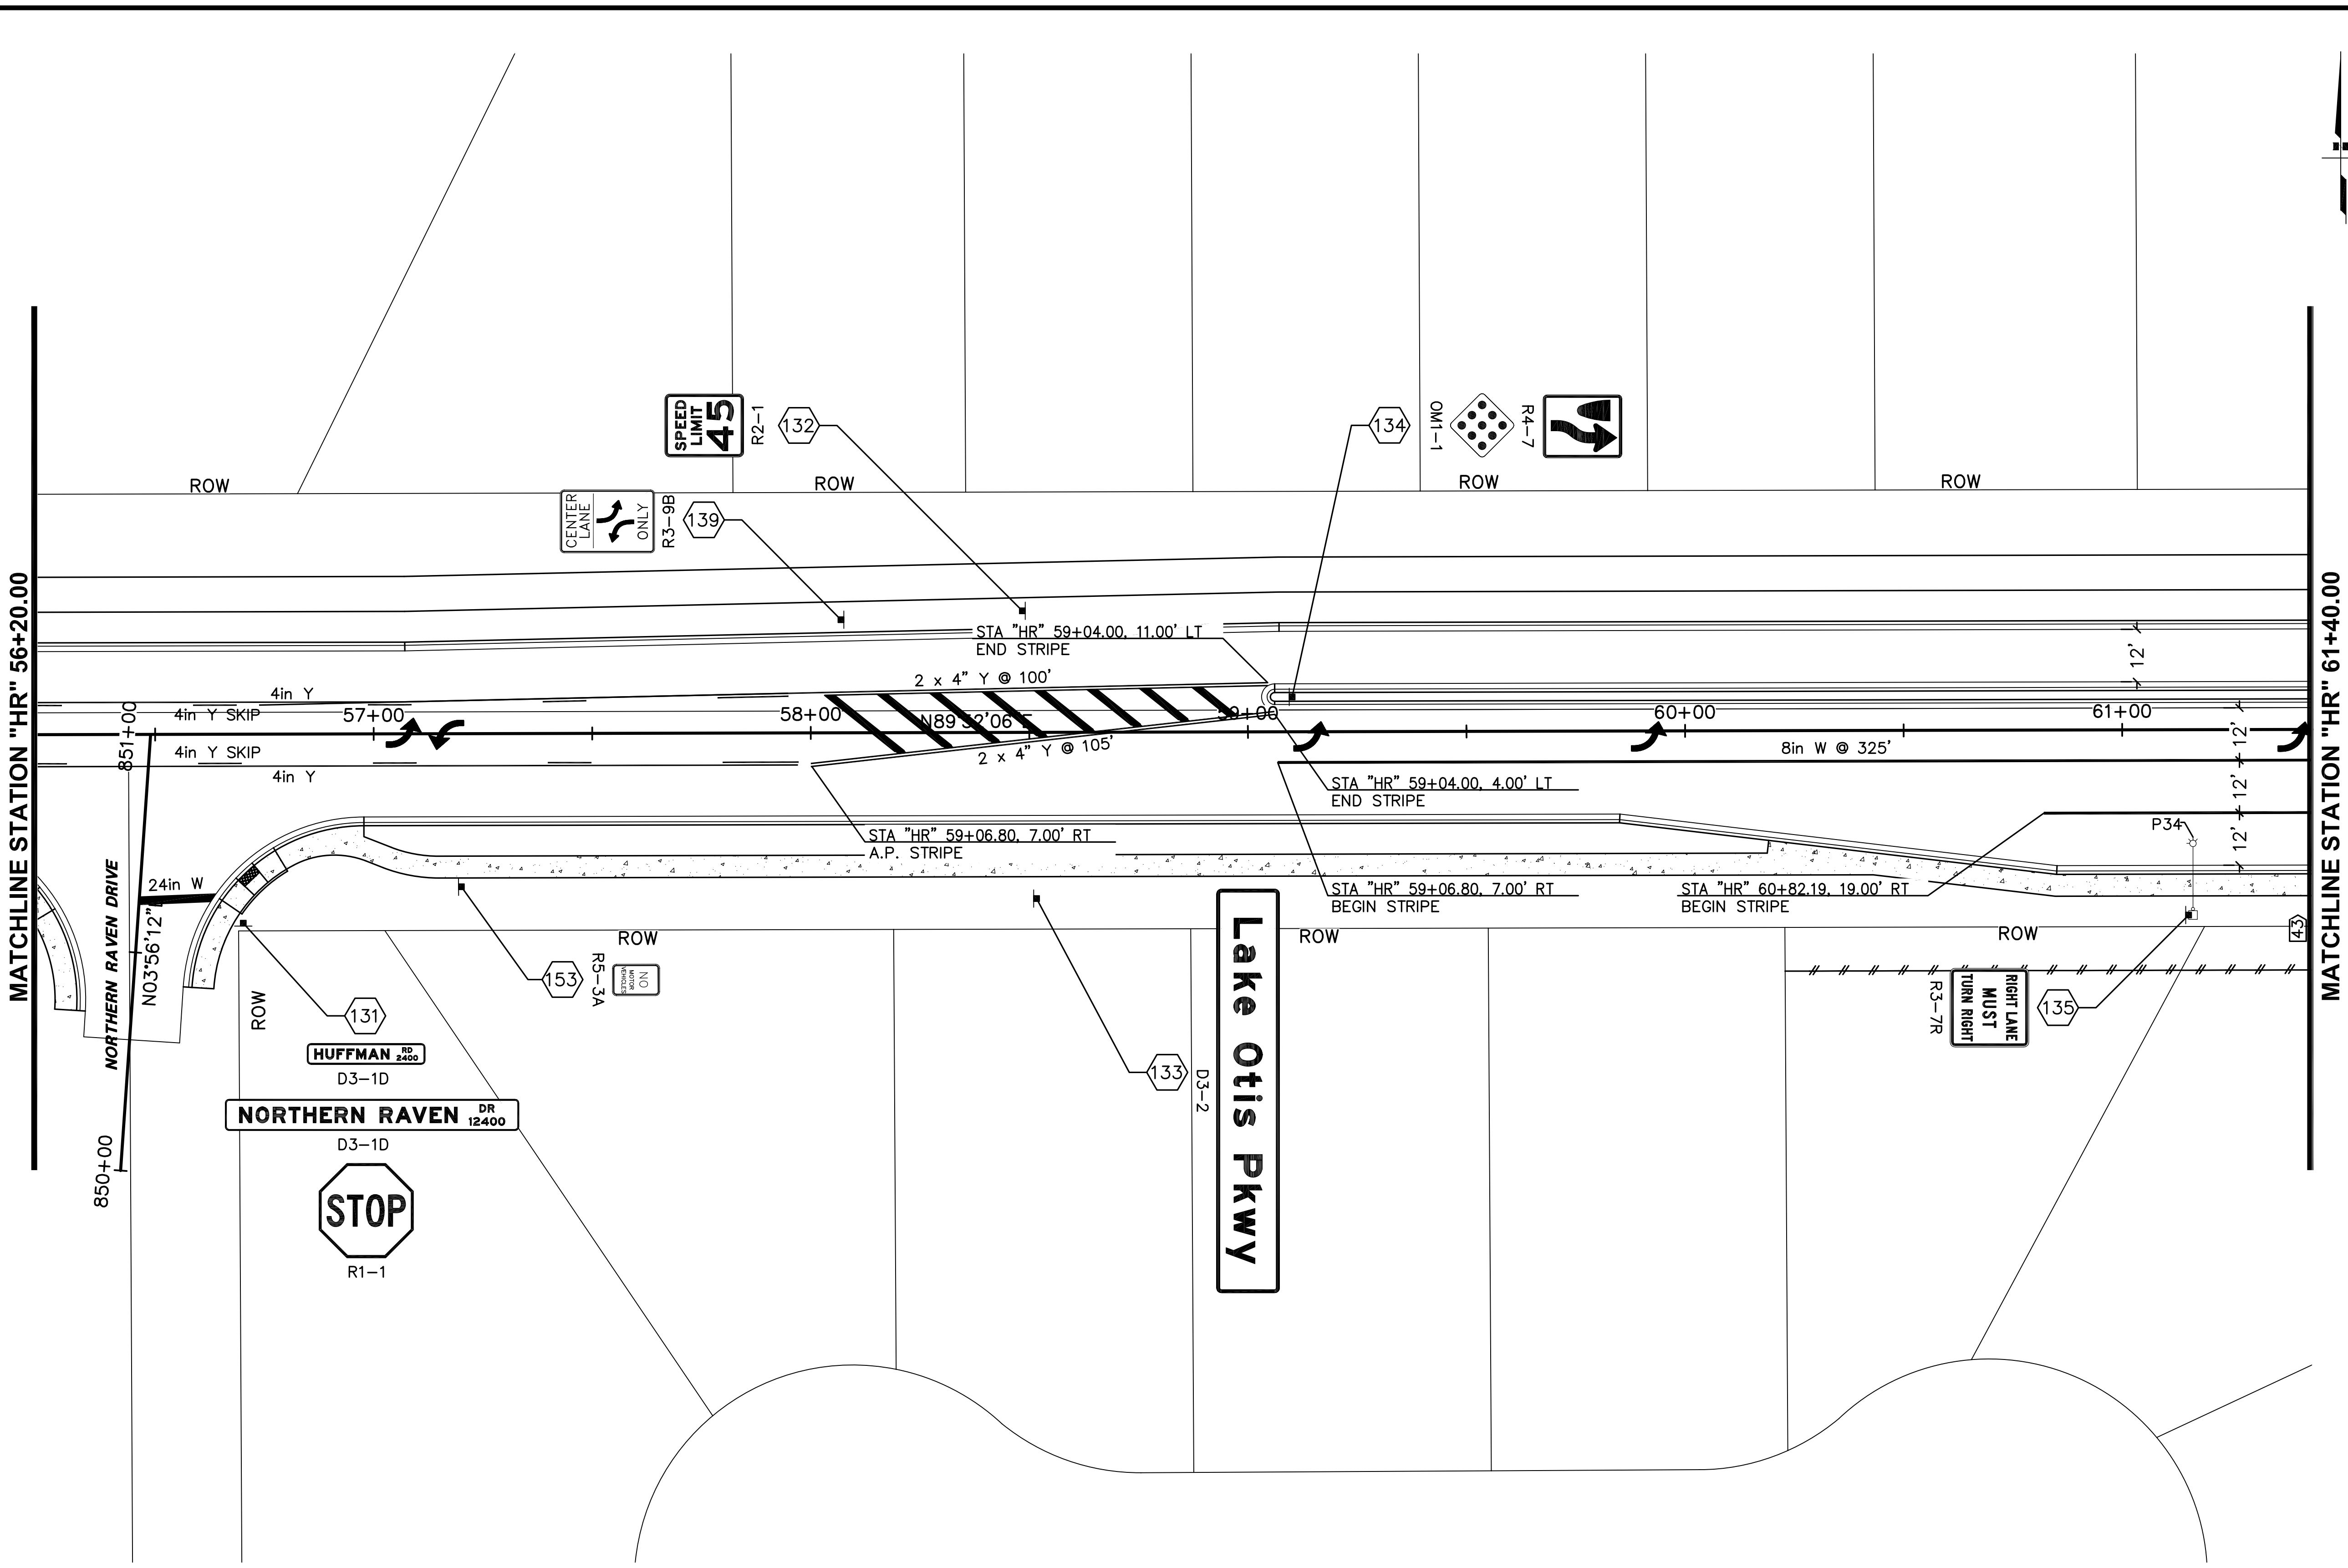 ROW
ROW
ROW
ROW
SPEED
LIMIT
45
R2-1
132
134
OM1-1
R4-7
CENTER
LANE
ONLY
R3-9B
139
MATCHLINE STATION "HR" 56+20.00
MATCHLINE STATION "HR" 61+40.00
STA "HR" 59+04.00, 11.00' LT
END STRIPE
2 x 4" Y @ 100'
4in Y
4in Y SKIP
57+00
58+00
N89°52'06"E
59+00
60+00
61+00
12'
12'
12'
12'
851+00
4in Y SKIP
4in Y
2 x 4" Y @ 105'
8in W @ 325'
STA "HR" 59+04.00, 4.00' LT
END STRIPE
STA "HR" 59+06.80, 7.00' RT
A.P. STRIPE
P34
24in W
N03°56'12"E
NORTHERN RAVEN DRIVE
STA "HR" 59+06.80, 7.00' RT
BEGIN STRIPE
STA "HR" 60+82.19, 19.00' RT
BEGIN STRIPE
43
ROW
ROW
ROW
ROW
153
R5-3A
NO
MOTOR
VEHICLES
131
HUFFMAN RD 2400
D3-1D
NORTHERN RAVEN DR 12400
D3-1D
STOP
R1-1
133
D3-2
Lake Otis Pkwy
R3-7R
RIGHT LANE
MUST
TURN RIGHT
135
850+00